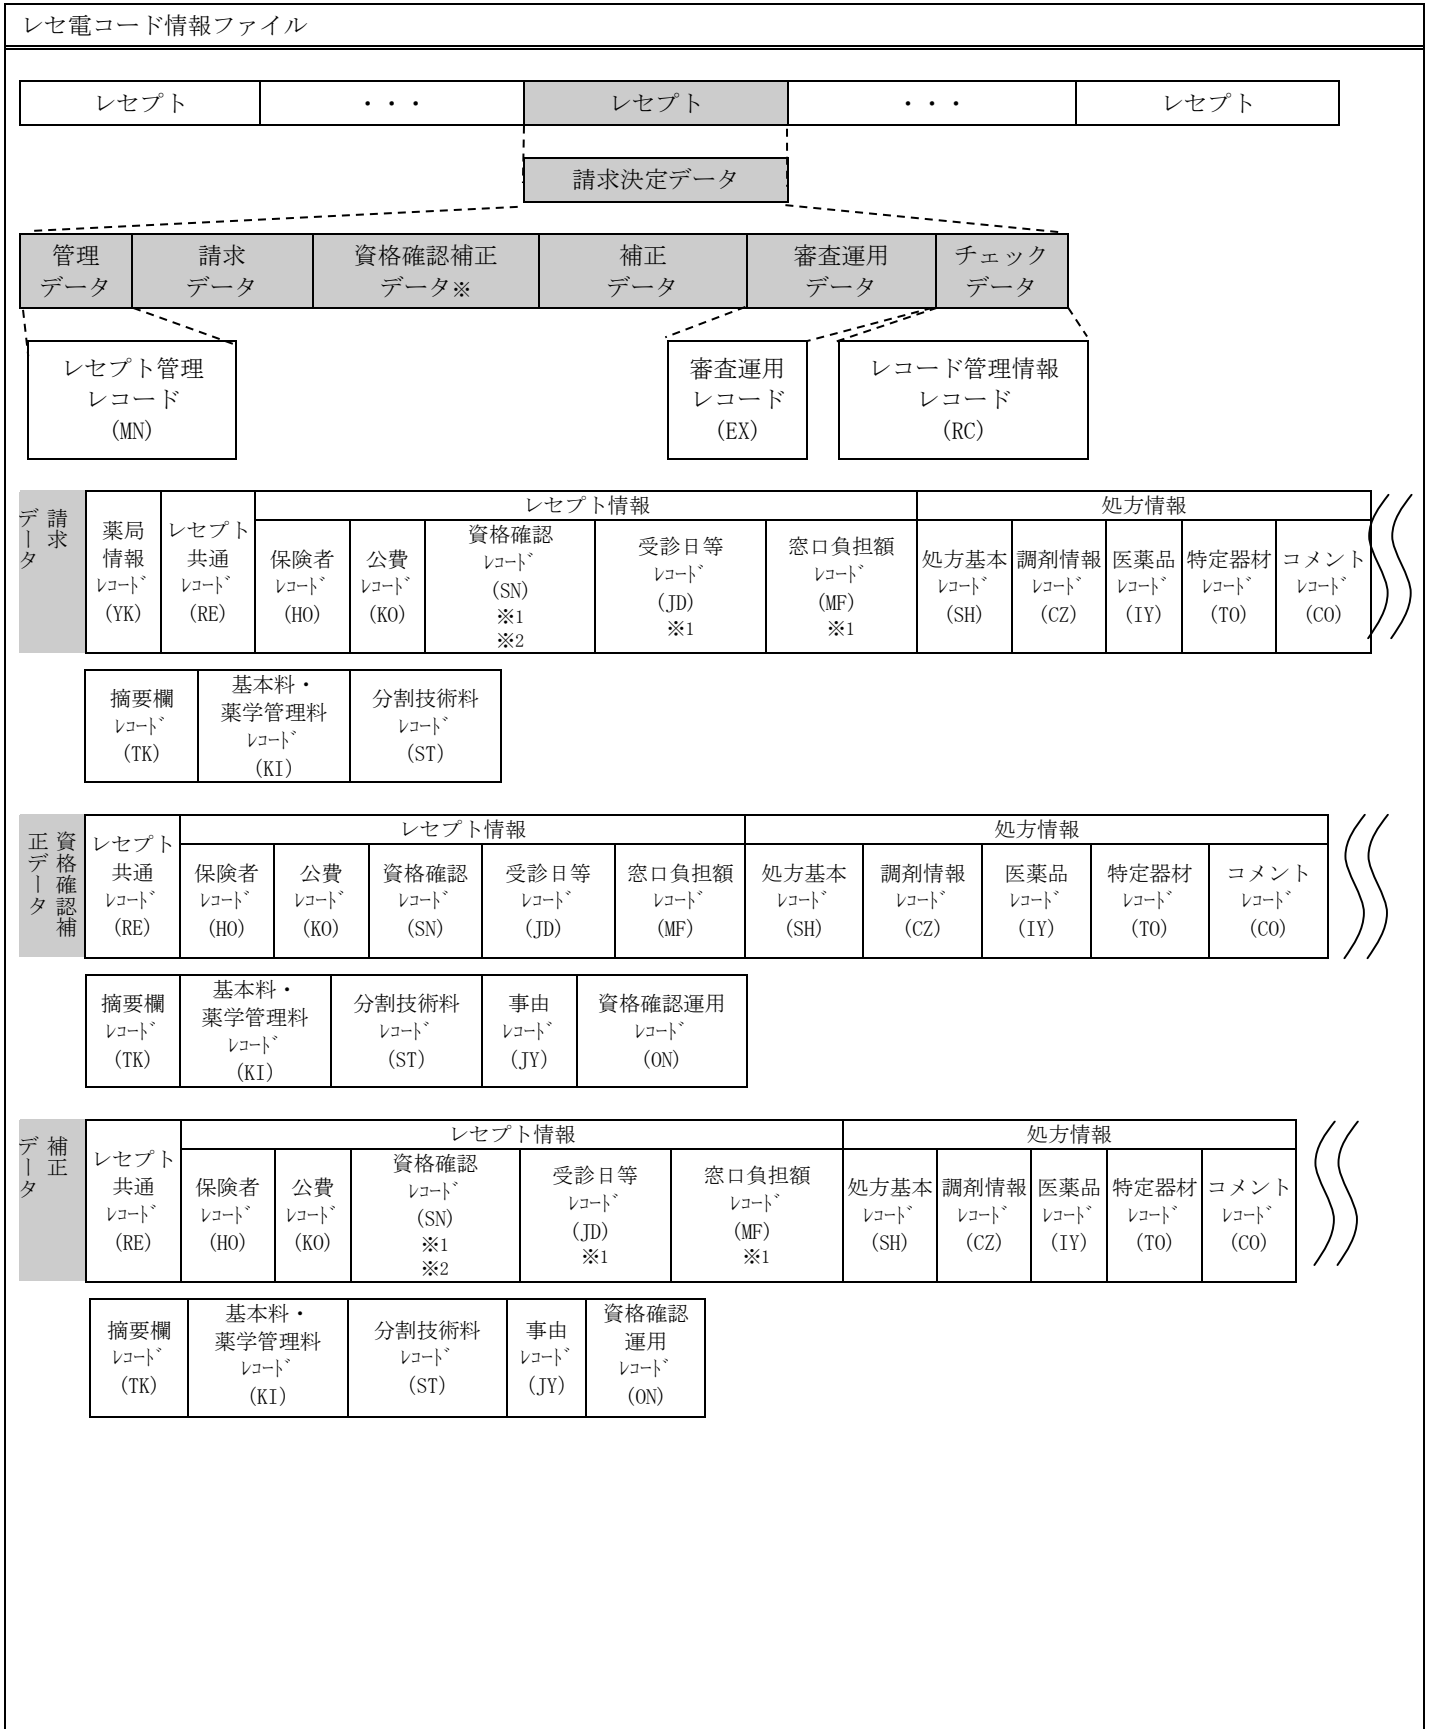 レセ電コード情報ファイル
レセプト ・・・ レセプト ・・・ レセプト
請求決定データ
管理 請求 資格確認補正 補正 審査運用 チェック
データ データ データ※ データ データ データ
レセプト管理
レコード
(MN)
審査運用
レコード
(EX)
レコード管理情報
レコード
(RC)
請求
データ
薬局
情報
ﾚｺｰﾄﾞ
(YK)
レセプト
共通
ﾚｺｰﾄﾞ
(RE)
レセプト情報
保険者
ﾚｺｰﾄﾞ
(HO)
公費
ﾚｺｰﾄﾞ
(KO)
資格確認
ﾚｺｰﾄﾞ
(SN)
※1
※2
受診日等
ﾚｺｰﾄﾞ
(JD)
※1
窓口負担額
ﾚｺｰﾄﾞ
(MF)
※1
処方情報
処方基本
ﾚｺｰﾄﾞ
(SH)
調剤情報
ﾚｺｰﾄﾞ
(CZ)
医薬品
ﾚｺｰﾄﾞ
(IY)
特定器材
ﾚｺｰﾄﾞ
(TO)
コメント
ﾚｺｰﾄﾞ
(CO)
摘要欄
ﾚｺｰﾄﾞ
(TK)
基本料・
薬学管理料
ﾚｺｰﾄﾞ
(KI)
分割技術料
ﾚｺｰﾄﾞ
(ST)
資格確認補
正データ
レセプト
共通
ﾚｺｰﾄﾞ
(RE)
レセプト情報
保険者
ﾚｺｰﾄﾞ
(HO)
公費
ﾚｺｰﾄﾞ
(KO)
資格確認
ﾚｺｰﾄﾞ
(SN)
受診日等
ﾚｺｰﾄﾞ
(JD)
窓口負担額
ﾚｺｰﾄﾞ
(MF)
処方情報
処方基本
ﾚｺｰﾄﾞ
(SH)
調剤情報
ﾚｺｰﾄﾞ
(CZ)
医薬品
ﾚｺｰﾄﾞ
(IY)
特定器材
ﾚｺｰﾄﾞ
(TO)
コメント
ﾚｺｰﾄﾞ
(CO)
摘要欄
ﾚｺｰﾄﾞ
(TK)
基本料・
薬学管理料
ﾚｺｰﾄﾞ
(KI)
分割技術料
ﾚｺｰﾄﾞ
(ST)
事由
ﾚｺｰﾄﾞ
(JY)
資格確認運用
ﾚｺｰﾄﾞ
(ON)
補正
データ
レセプト
共通
ﾚｺｰﾄﾞ
(RE)
レセプト情報
保険者
ﾚｺｰﾄﾞ
(HO)
公費
ﾚｺｰﾄﾞ
(KO)
資格確認
ﾚｺｰﾄﾞ
(SN)
※1
※2
受診日等
ﾚｺｰﾄﾞ
(JD)
※1
窓口負担額
ﾚｺｰﾄﾞ
(MF)
※1
処方情報
処方基本
ﾚｺｰﾄﾞ
(SH)
調剤情報
ﾚｺｰﾄﾞ
(CZ)
医薬品
ﾚｺｰﾄﾞ
(IY)
特定器材
ﾚｺｰﾄﾞ
(TO)
コメント
ﾚｺｰﾄﾞ
(CO)
摘要欄
ﾚｺｰﾄﾞ
(TK)
基本料・
薬学管理料
ﾚｺｰﾄﾞ
(KI)
分割技術料
ﾚｺｰﾄﾞ
(ST)
事由
ﾚｺｰﾄﾞ
(JY)
資格確認
運用
ﾚｺｰﾄﾞ
(ON)